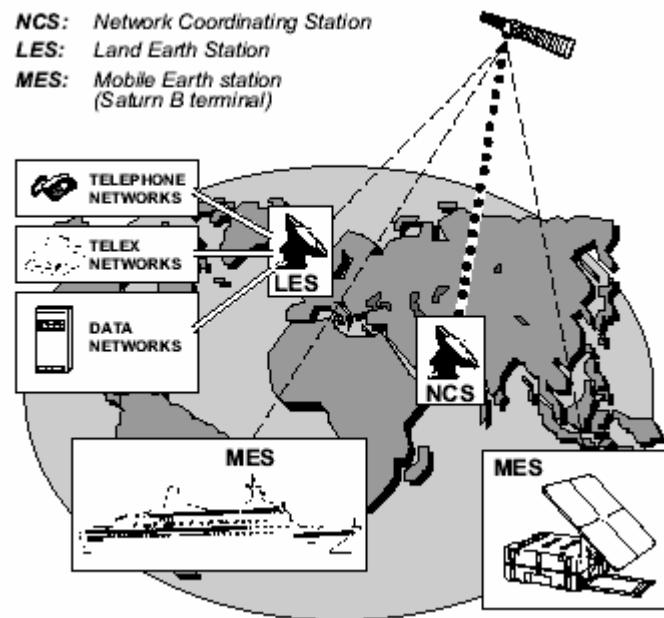 NCS: Network Coordinating Station
LES: Land Earth Station
MES: Mobile Earth station
(Saturn B terminal)
TELEPHONE
NETWORKS
TELEX
NETWORKS
DATA
NETWORKS
LES
NCS
MES
MES